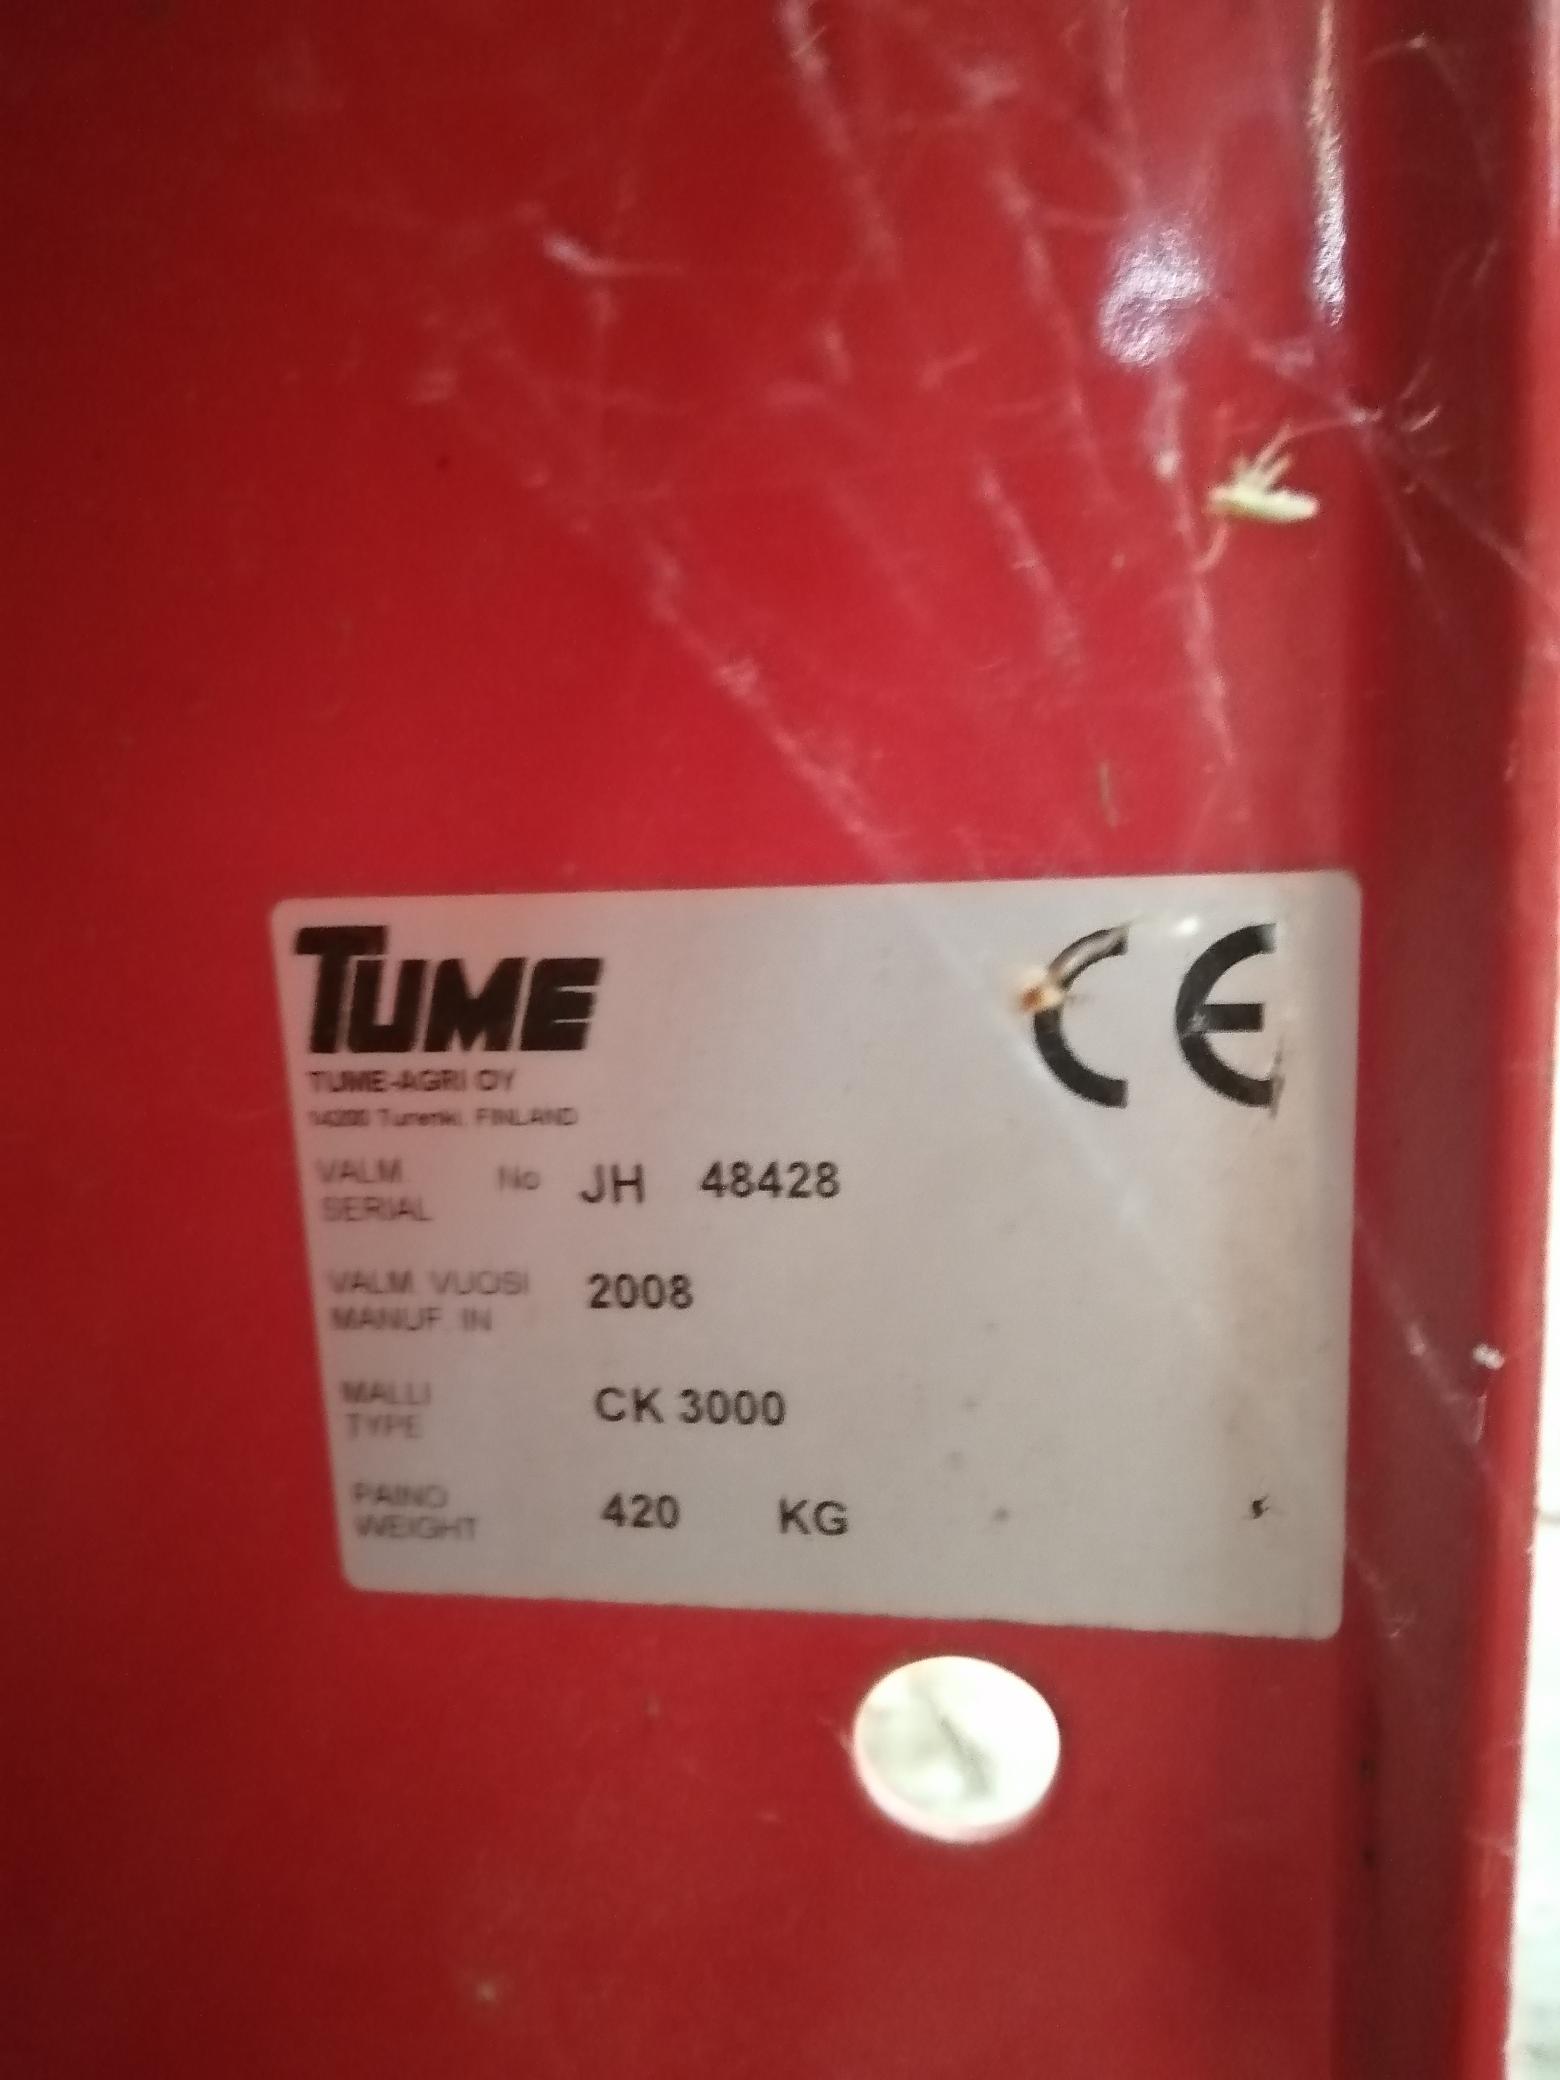 TUME
CE
TUME-AGRI OY
14200 Turenki, FINLAND
VALM. No JH 48428
SERIAL
VALM. VUOSI 2008
MANUF. IN
MALLI CK 3000
TYPE
PAINO 420 KG
WEIGHT